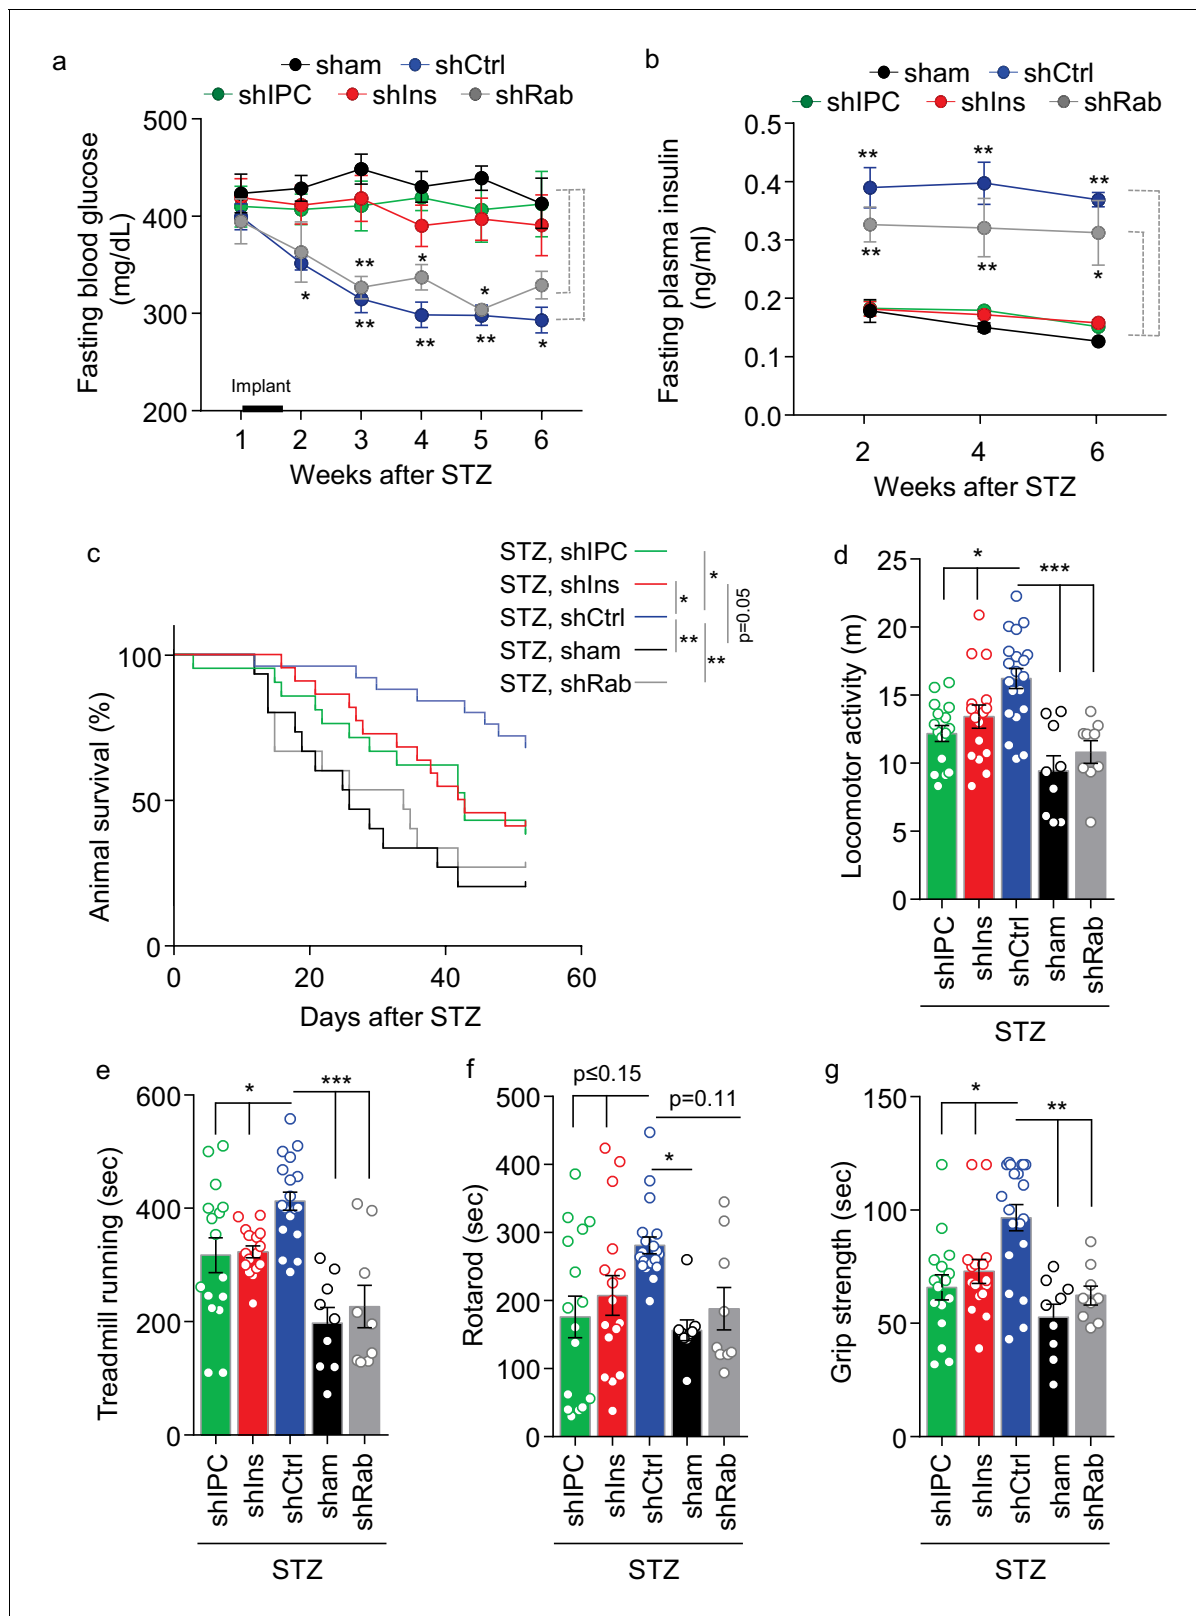 a
sham shCtrl
shIPC shIns shRab
Fasting blood glucose
(mg/dL)
500
400
300
200
** * *
* ** ** ** *
Implant
1 2 3 4 5 6
Weeks after STZ
b
sham shCtrl
shIPC shIns shRab
Fasting plasma insulin
(ng/ml)
0.5
0.4
0.3
0.2
0.1
0.0
** ** **
** ** *
2 4 6
Weeks after STZ
c
STZ, shIPC
STZ, shIns
STZ, shCtrl
STZ, sham
STZ, shRab
*
*
**
**
p=0.05
Animal survival (%)
100
50
0
0 20 40 60
Days after STZ
d
Locomotor activity (m)
25
20
15
10
5
0
* ***
shIPC
shIns
shCtrl
sham
shRab
STZ
e
Treadmill running (sec)
600
400
200
0
* ***
shIPC
shIns
shCtrl
sham
shRab
STZ
f
Rotarod (sec)
500
400
300
200
100
0
p≤0.15
p=0.11
*
shIPC
shIns
shCtrl
sham
shRab
STZ
g
Grip strength (sec)
150
100
50
0
* **
shIPC
shIns
shCtrl
sham
shRab
STZ